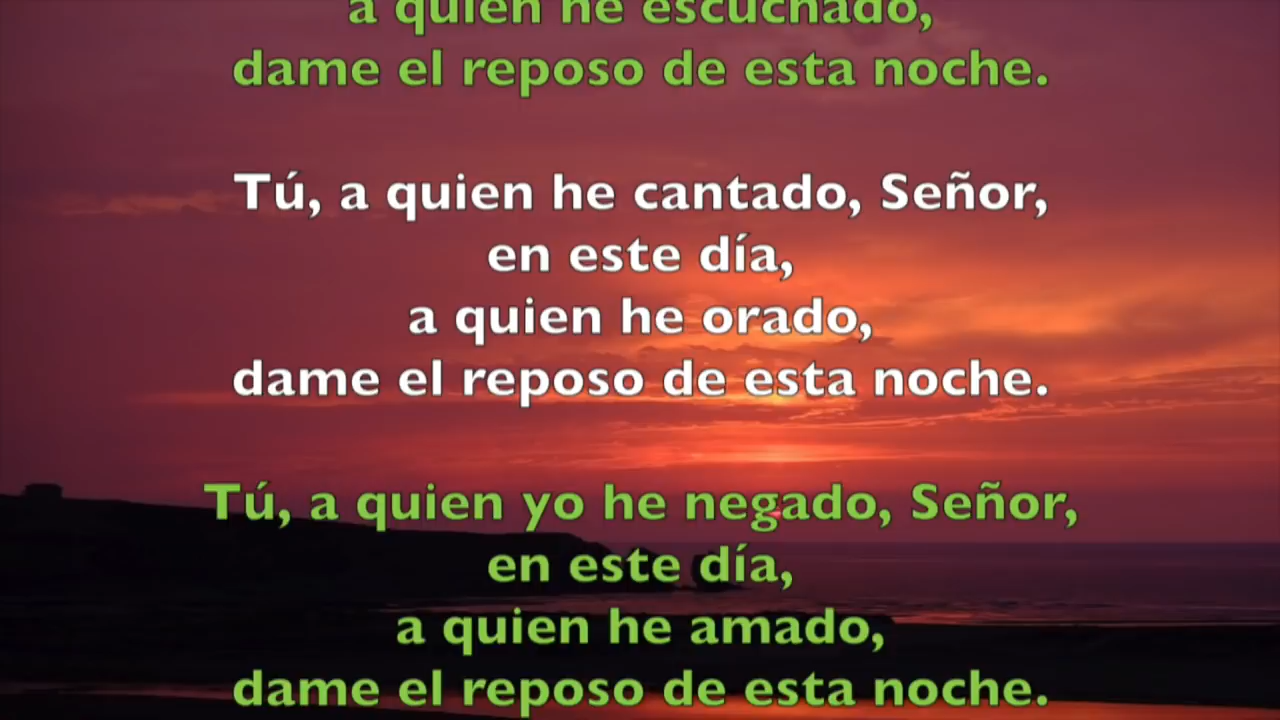 a quien he escuchado,
dame el reposo de esta noche.
Tú, a quien he cantado, Señor,
en este día,
a quien he orado,
dame el reposo de esta noche.
Tú, a quien yo he negado, Señor,
en este día,
a quien he amado,
dame el reposo de esta noche.